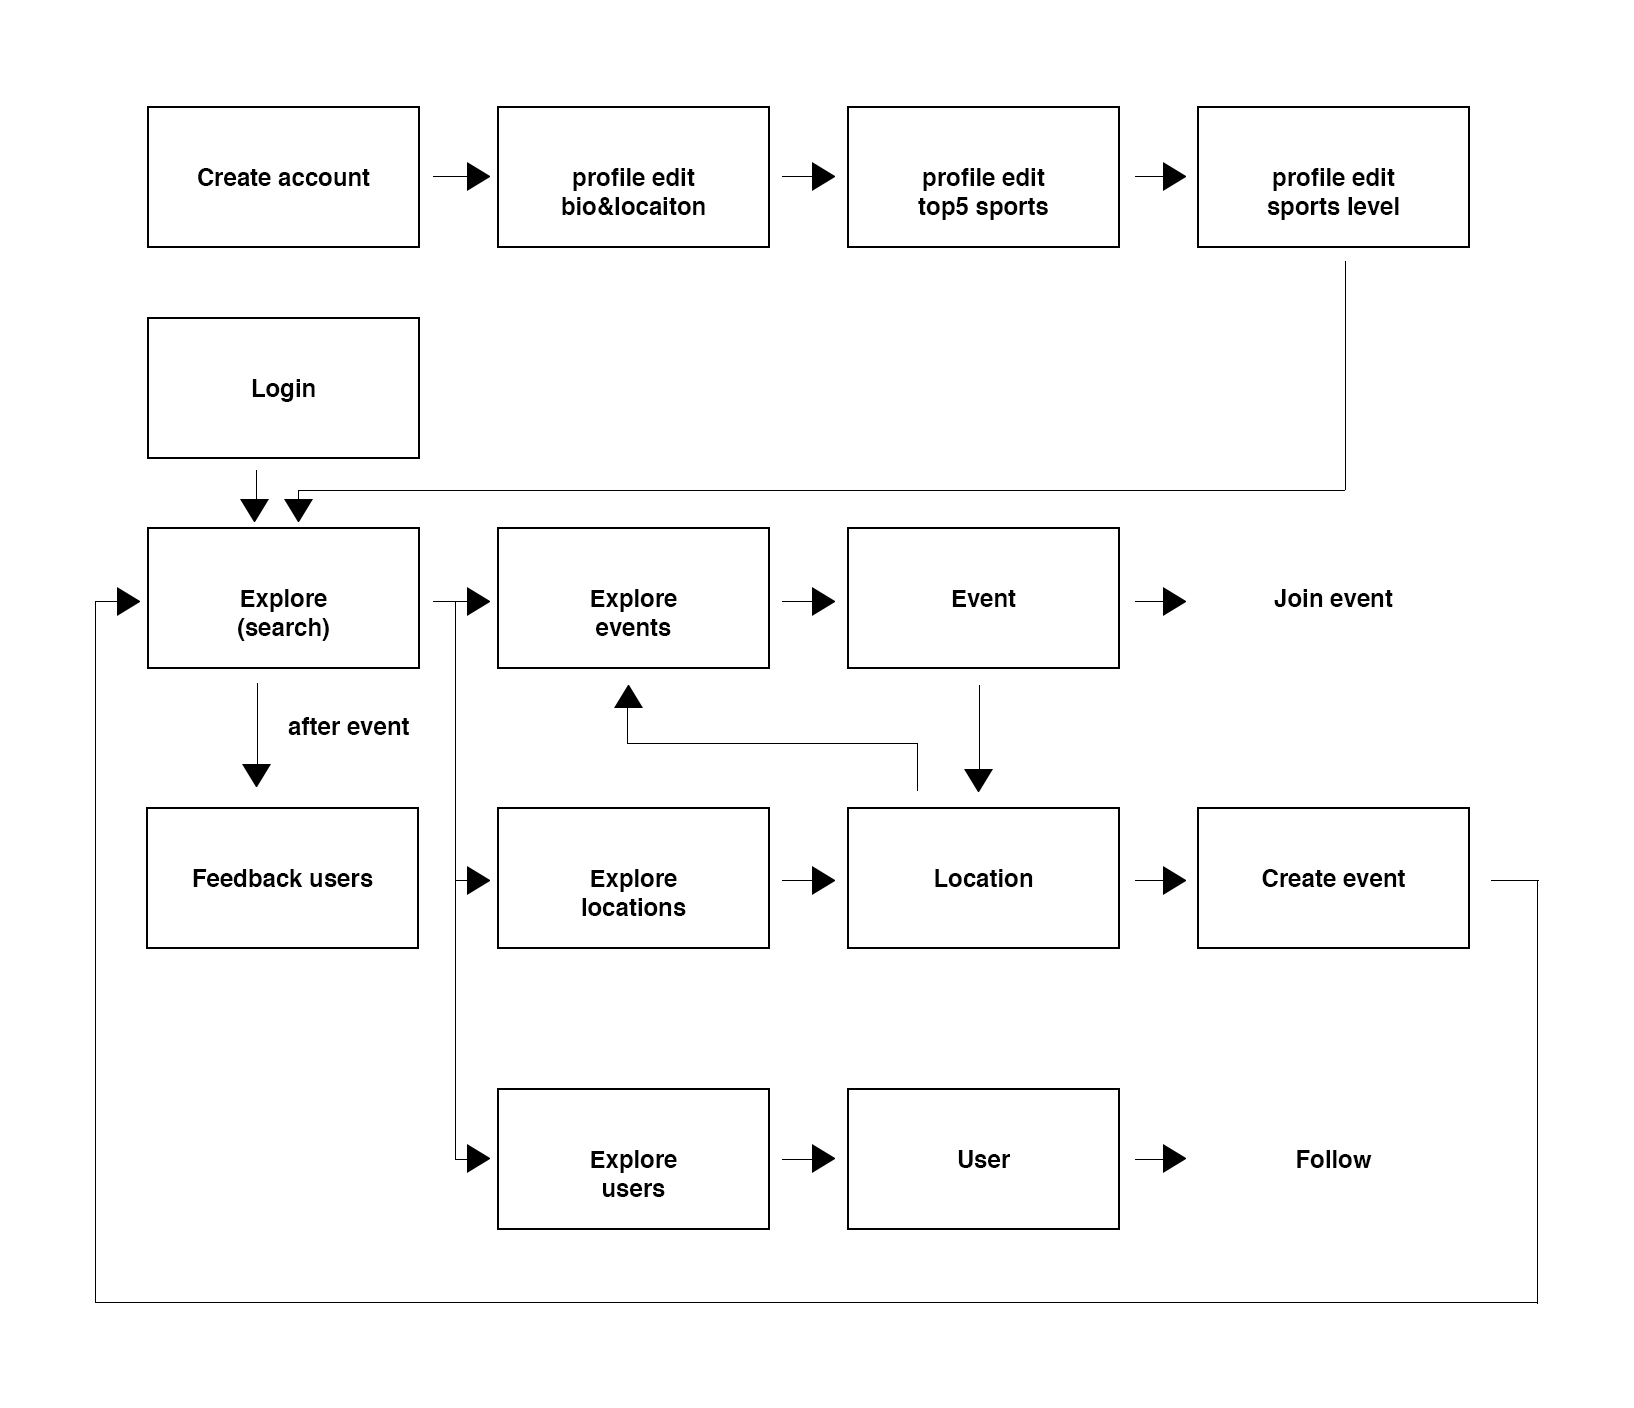 Create account
profile edit
bio&locaiton
profile edit
top5 sports
profile edit
sports level
Login
Explore
(search)
Explore
events
Event
Join event
after event
Feedback users
Explore
locations
Location
Create event
Explore
users
User
Follow